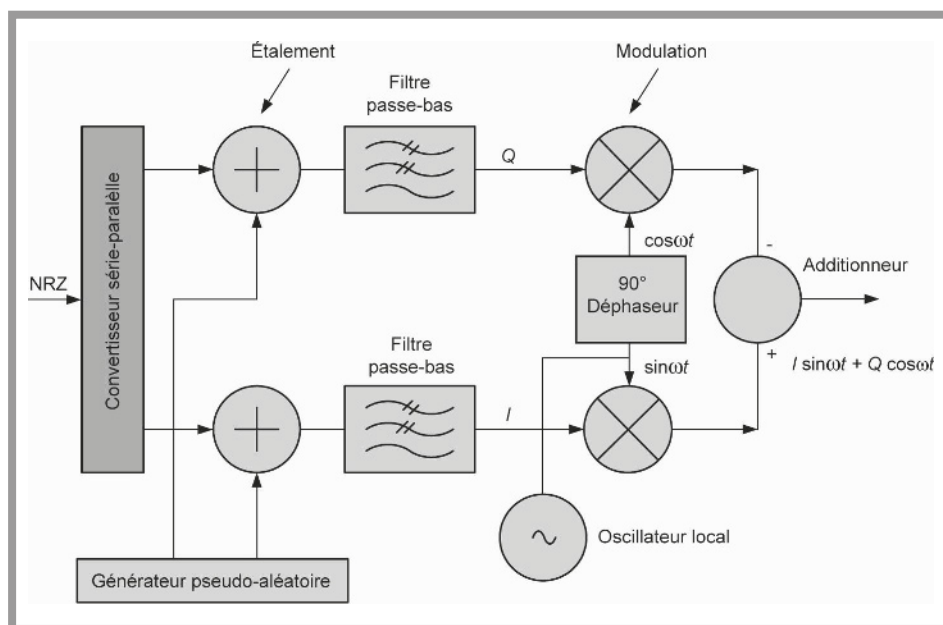 Étalement
Modulation
Filtre
passe-bas
Q
cosωt
-
NRZ
Convertisseur série-paralèlle
90°
Déphaseur
Additionneur
Filtre
passe-bas
sinωt
+
I sinωt + Q cosωt
I
Oscillateur local
Générateur pseudo-aléatoire